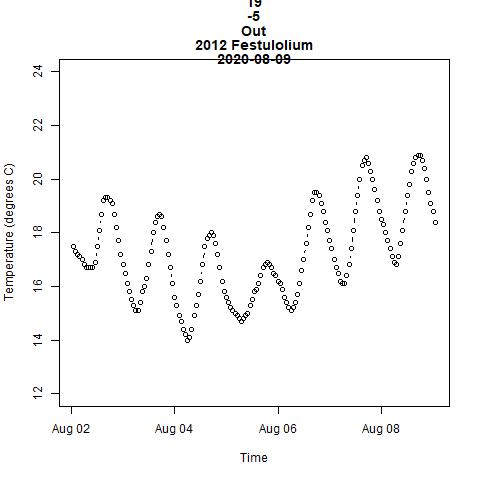 19
-5
Out
2012 Festulolium
2020-08-09
Temperature (degrees C)
24
22
20
18
16
14
12
Aug 02
Aug 04
Aug 06
Aug 08
Time